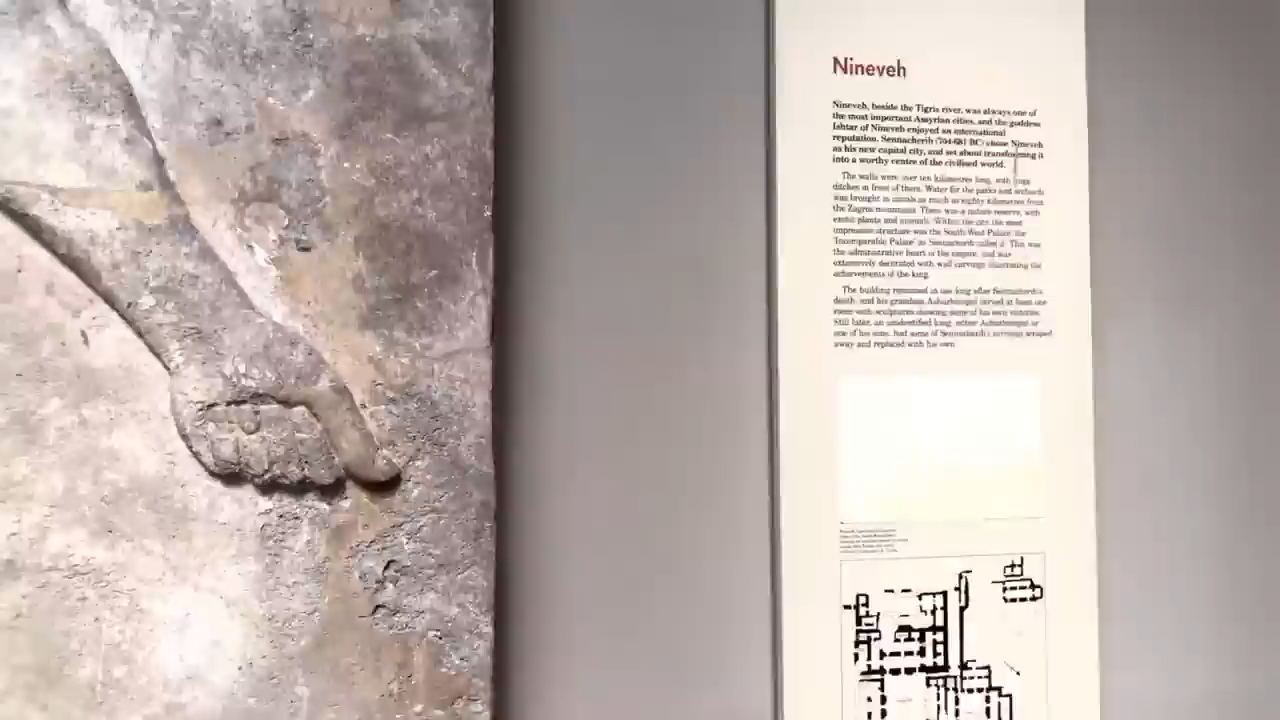 Nineveh
Nineveh, beside the Tigris river, was always one of
the most important Assyrian cities, and the goddess
Ishtar of Nineveh enjoyed an international
reputation. Sennacherib (704-681 BC) chose Nineveh
as his new capital city, and set about transforming it
into a worthy centre of the civilised world.
The walls were over ten kilometres long, with huge
ditches in front of them. Water for the parks and orchards
was brought in canals as much as eighty kilometres from
the Zagros mountains. There was a nature reserve, with
exotic plants and animals. Within the city the most
impressive structure was the South West Palace, the
'Incomparable Palace' as Sennacherib called it. This was
the administrative heart of the empire, and was
extensively decorated with wall carvings illustrating the
achievements of the king.
The building remained in use long after Sennacherib's
death, and his grandson Ashurbanipal carved at least one
room with sculptures showing some of his own victories.
Still later, an unidentified king, either Ashurbanipal or
one of his sons, had some of Sennacherib's carvings scraped
away and replaced with his own.